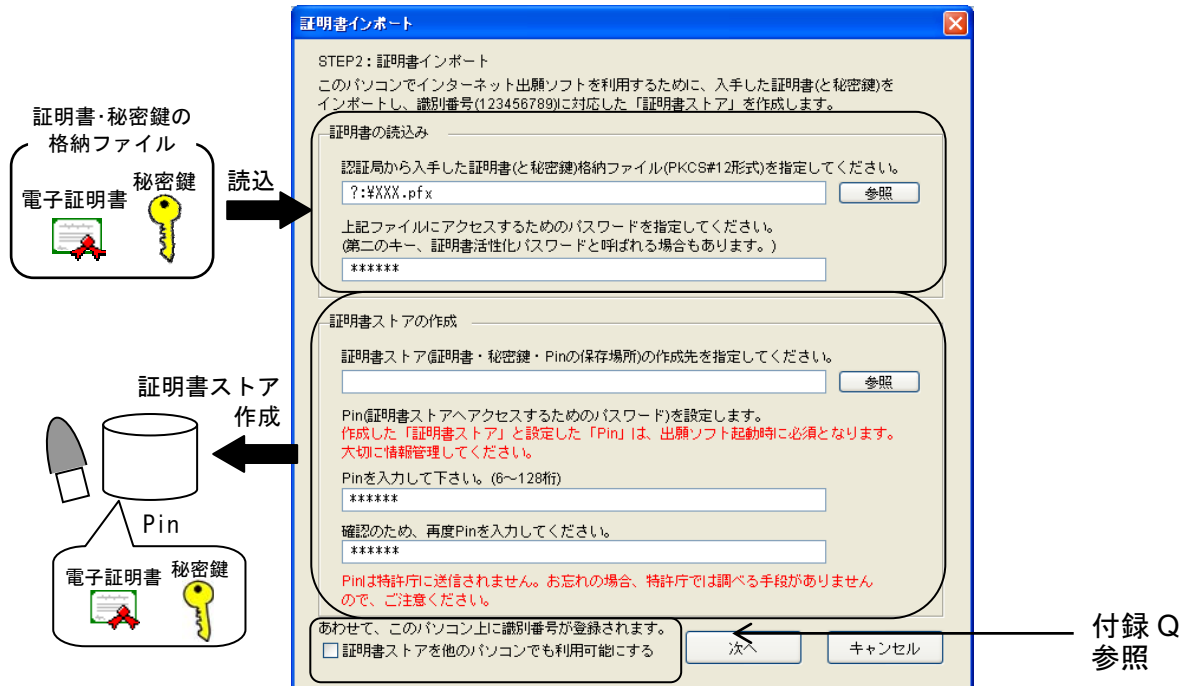 証明書インポート
STEP2：証明書インポート
このパソコンでインターネット出願ソフトを利用するために、入手した証明書(と秘密鍵)を
インポートし、識別番号(123456789)に対応した「証明書ストア」を作成します。
証明書･秘密鍵の
格納ファイル
電子証明書
秘密鍵
読込
証明書の読込み
認証局から入手した証明書(と秘密鍵)格納ファイル(PKCS#12形式)を指定してください。
?:¥XXX.pfx
参照
上記ファイルにアクセスするためのパスワードを指定してください。
(第二のキー、証明書活性化パスワードと呼ばれる場合もあります。)
******
証明書ストアの作成
証明書ストア(証明書・秘密鍵・Pinの保存場所)の作成先を指定してください。
参照
Pin(証明書ストアへアクセスするためのパスワード)を設定します。
作成した「証明書ストア」と設定した「Pin」は、出願ソフト起動時に必須となります。
大切に情報管理してください。
Pinを入力して下さい。(6～128桁)
******
確認のため、再度Pinを入力してください。
******
Pinは特許庁に送信されません。お忘れの場合、特許庁では調べる手段がありません
ので、ご注意ください。
証明書ストア
作成
Pin
電子証明書
秘密鍵
あわせて、このパソコン上に識別番号が登録されます。
証明書ストアを他のパソコンでも利用可能にする
次へ
キャンセル
付録 Q
参照